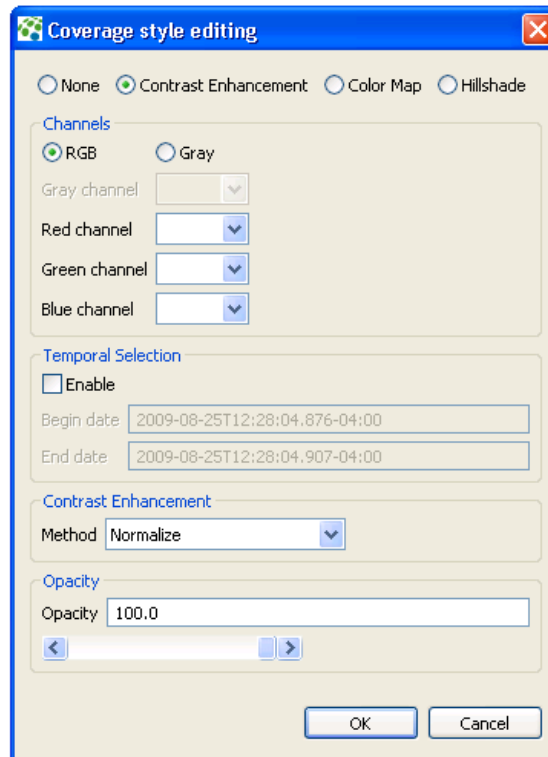 Coverage style editing
None Contrast Enhancement Color Map Hillshade
Channels
RGB Gray
Gray channel
Red channel
Green channel
Blue channel
Temporal Selection
Enable
Begin date 2009-08-25T12:28:04.876-04:00
End date 2009-08-25T12:28:04.907-04:00
Contrast Enhancement
Method Normalize
Opacity
Opacity 100.0
OK Cancel